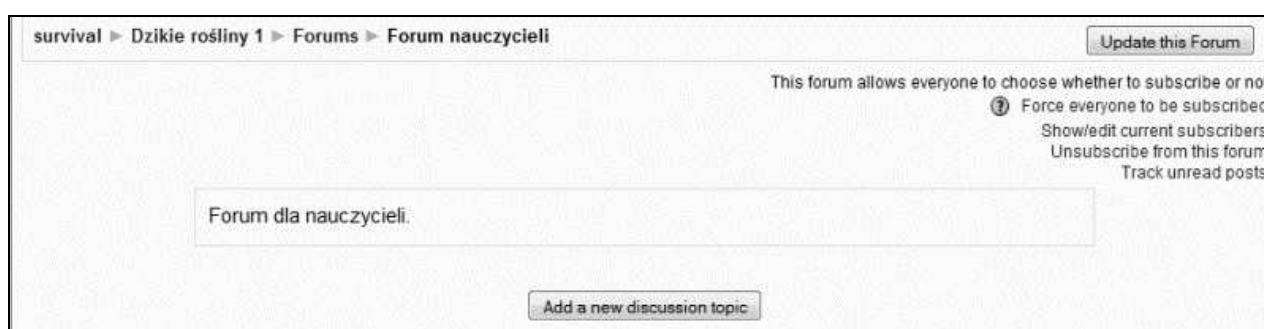 survival ► Dzikie rośliny 1 ► Forums ► Forum nauczycieli
Update this Forum
This forum allows everyone to choose whether to subscribe or not
Force everyone to be subscribed
Show/edit current subscribers
Unsubscribe from this forum
Track unread posts
Forum dla nauczycieli.
Add a new discussion topic